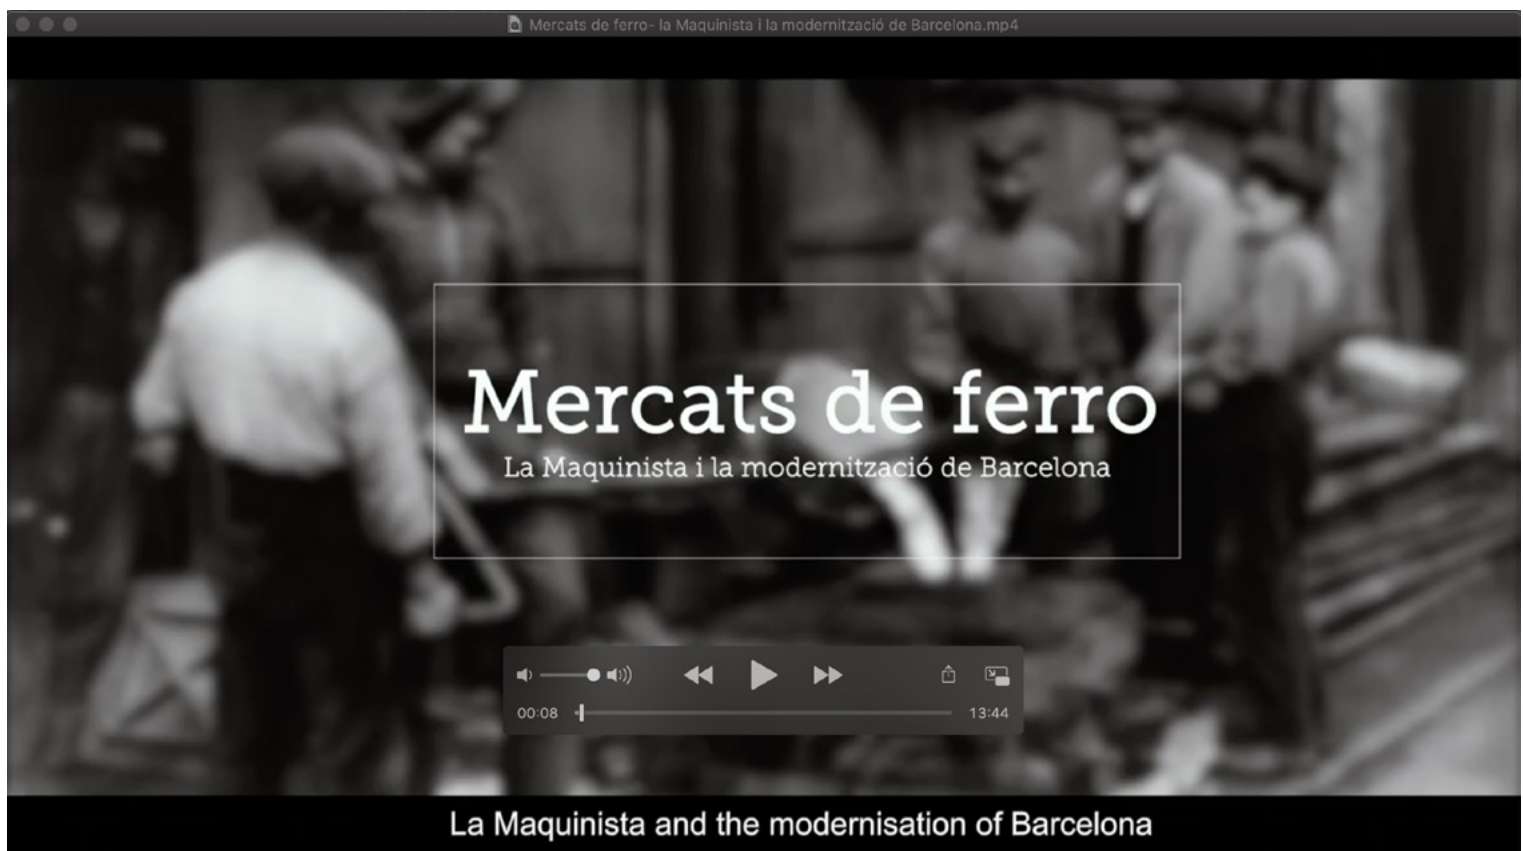 Mercats de ferro- la Maquinista i la modernització de Barcelona.mp4
Mercats de ferro
La Maquinista i la modernització de Barcelona
00:08
13:44
La Maquinista and the modernisation of Barcelona